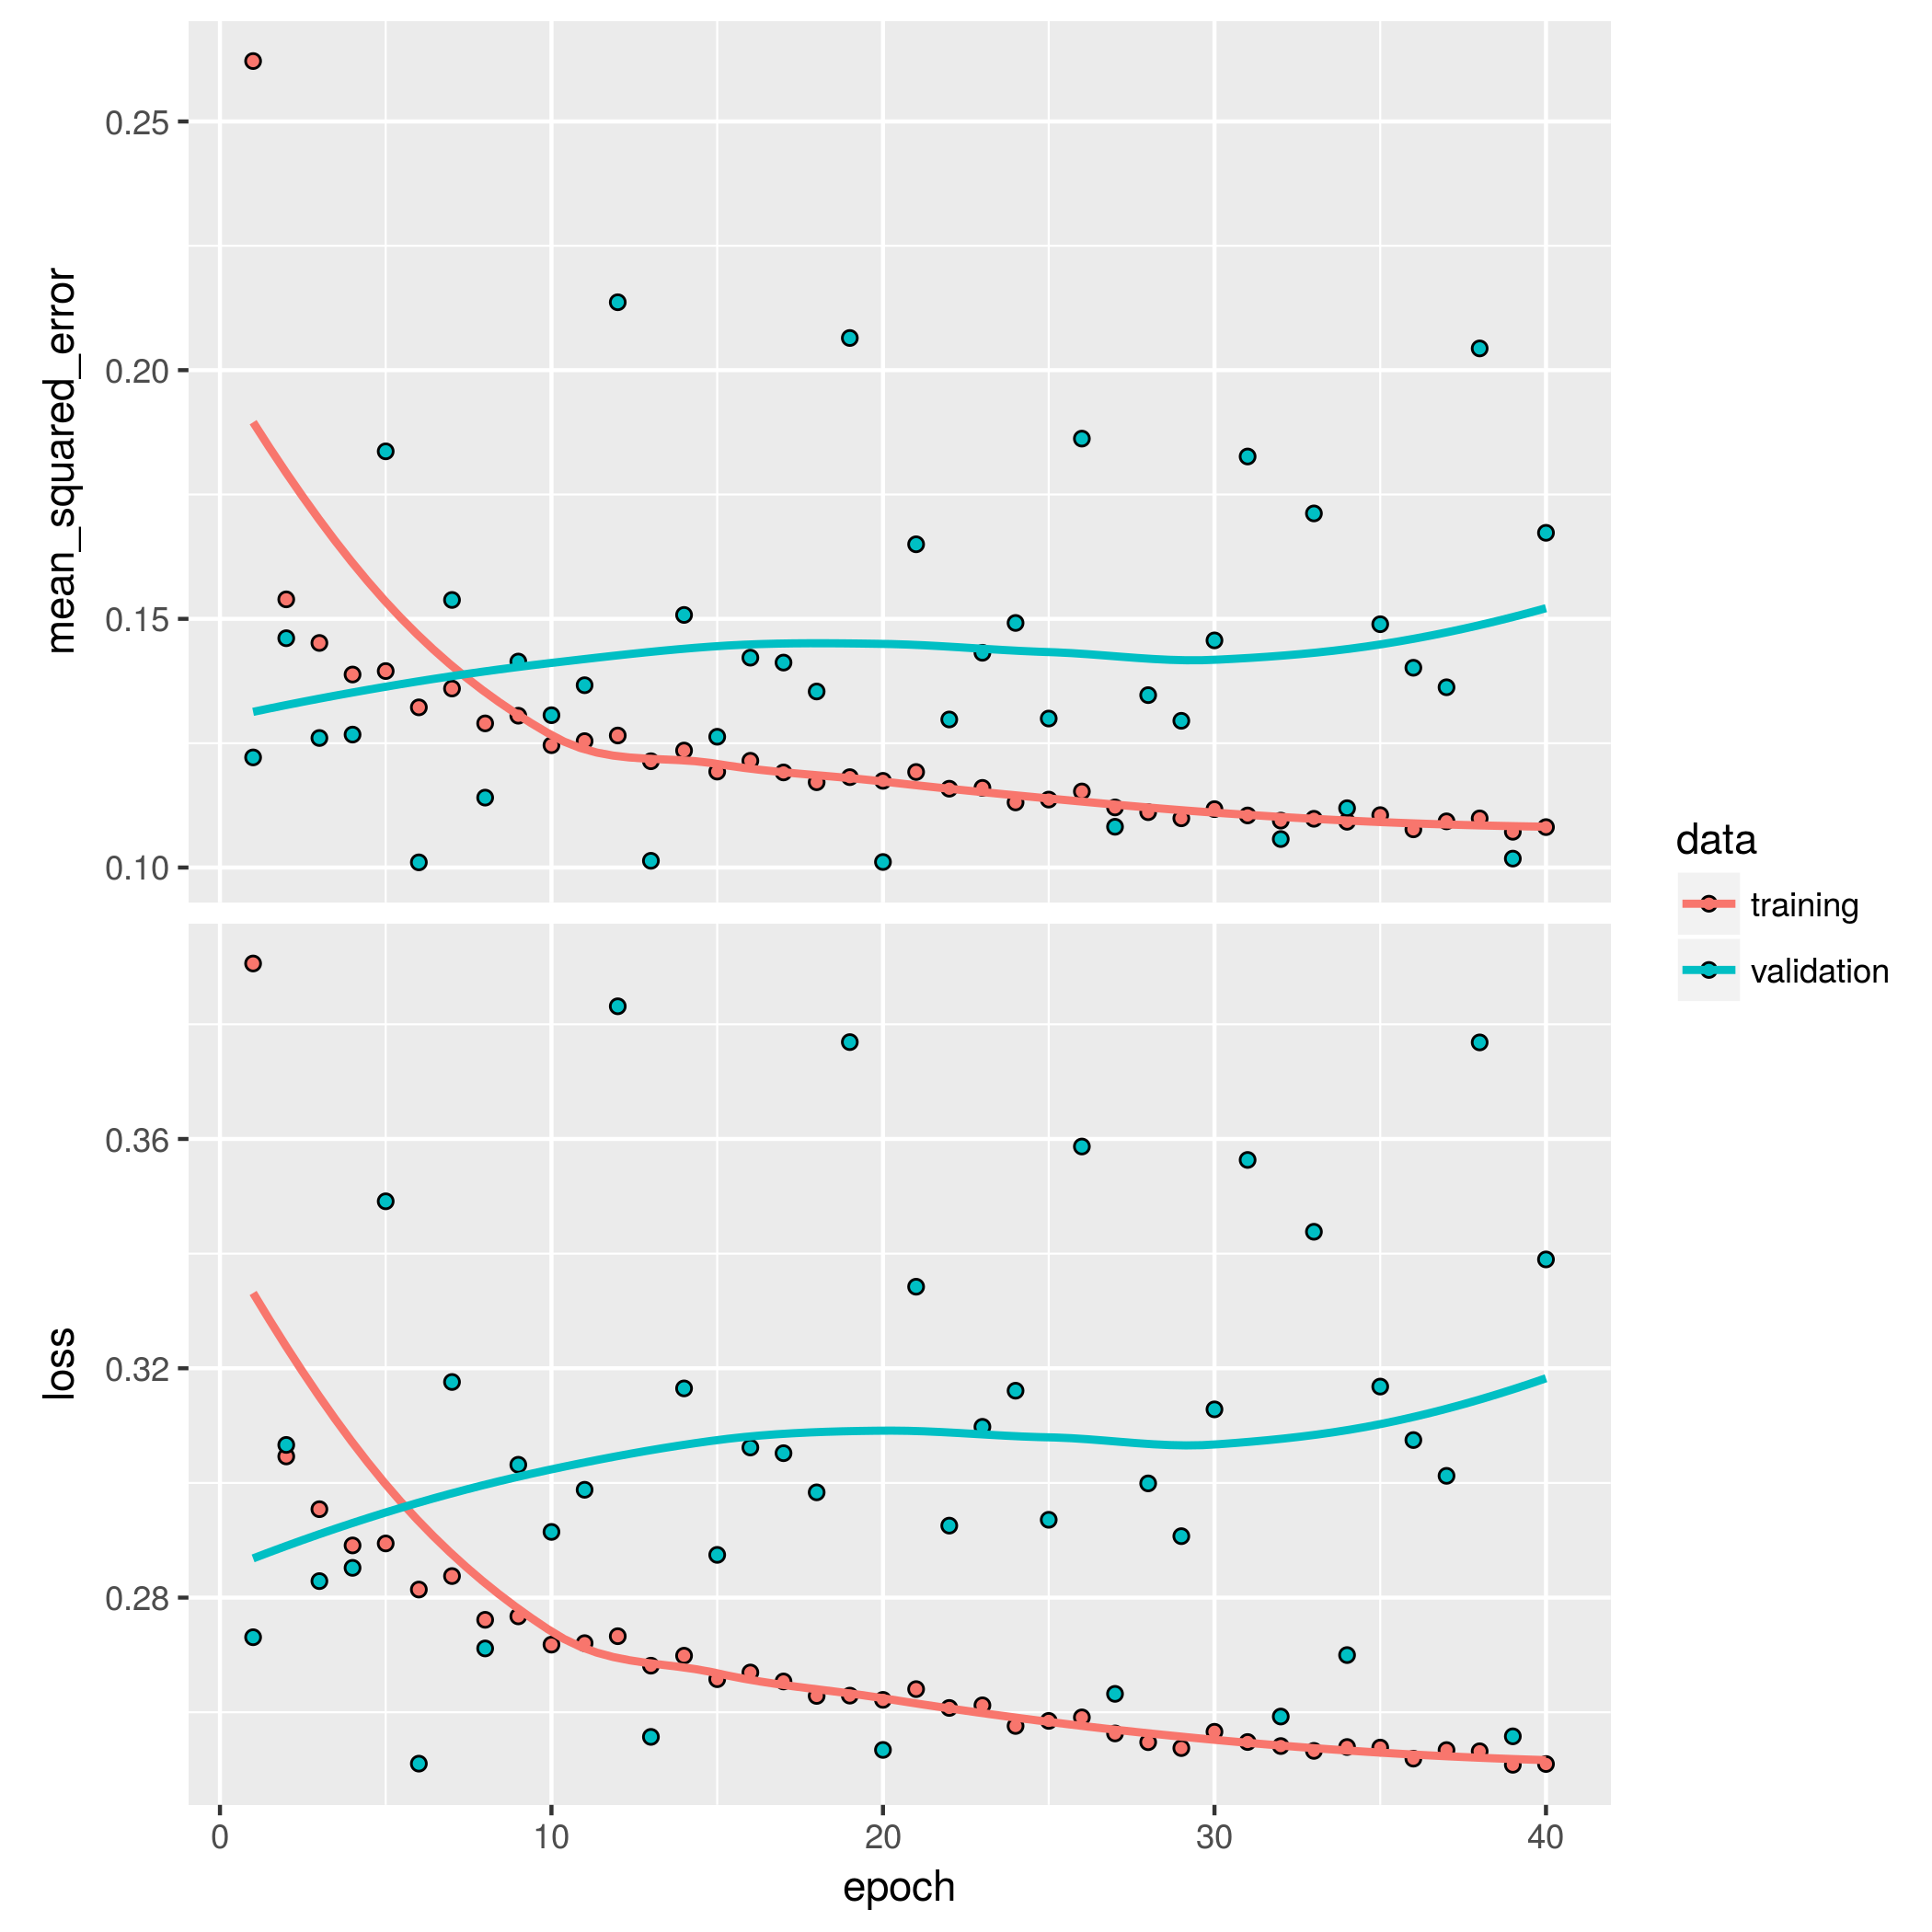 mean_squared_error
0.25
0.20
0.15
0.10
loss
0.36
0.32
0.28
0 10 20 30 40
epoch
data
training
validation